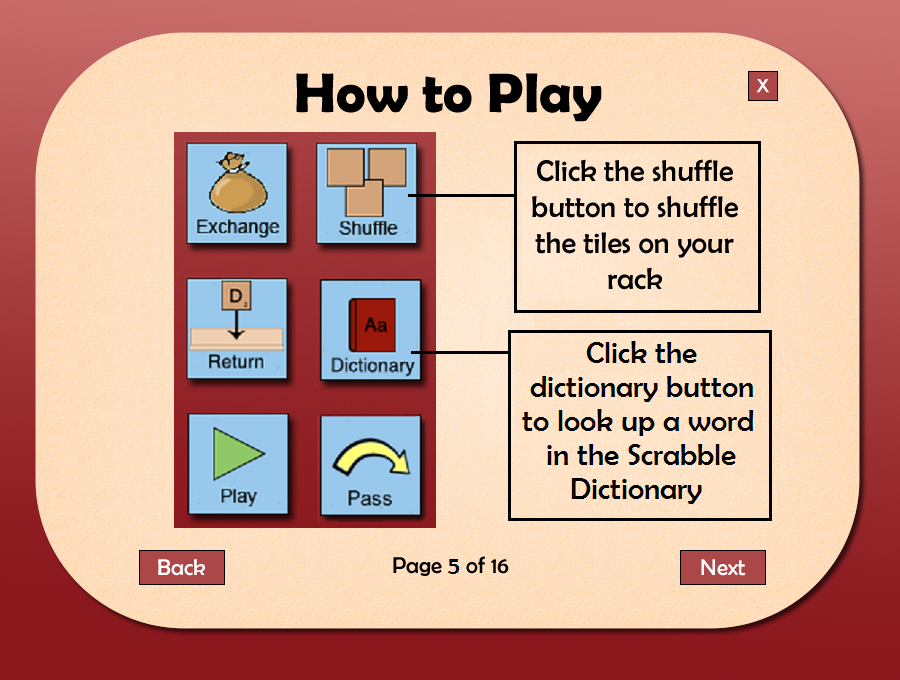 How to Play
X
Exchange
Shuffle
Click the shuffle
button to shuffle
the tiles on your
rack
D2
Return
Aa
Dictionary
Click the
dictionary button
to look up a word
in the Scrabble
Dictionary
Play
Pass
Back
Page 5 of 16
Next